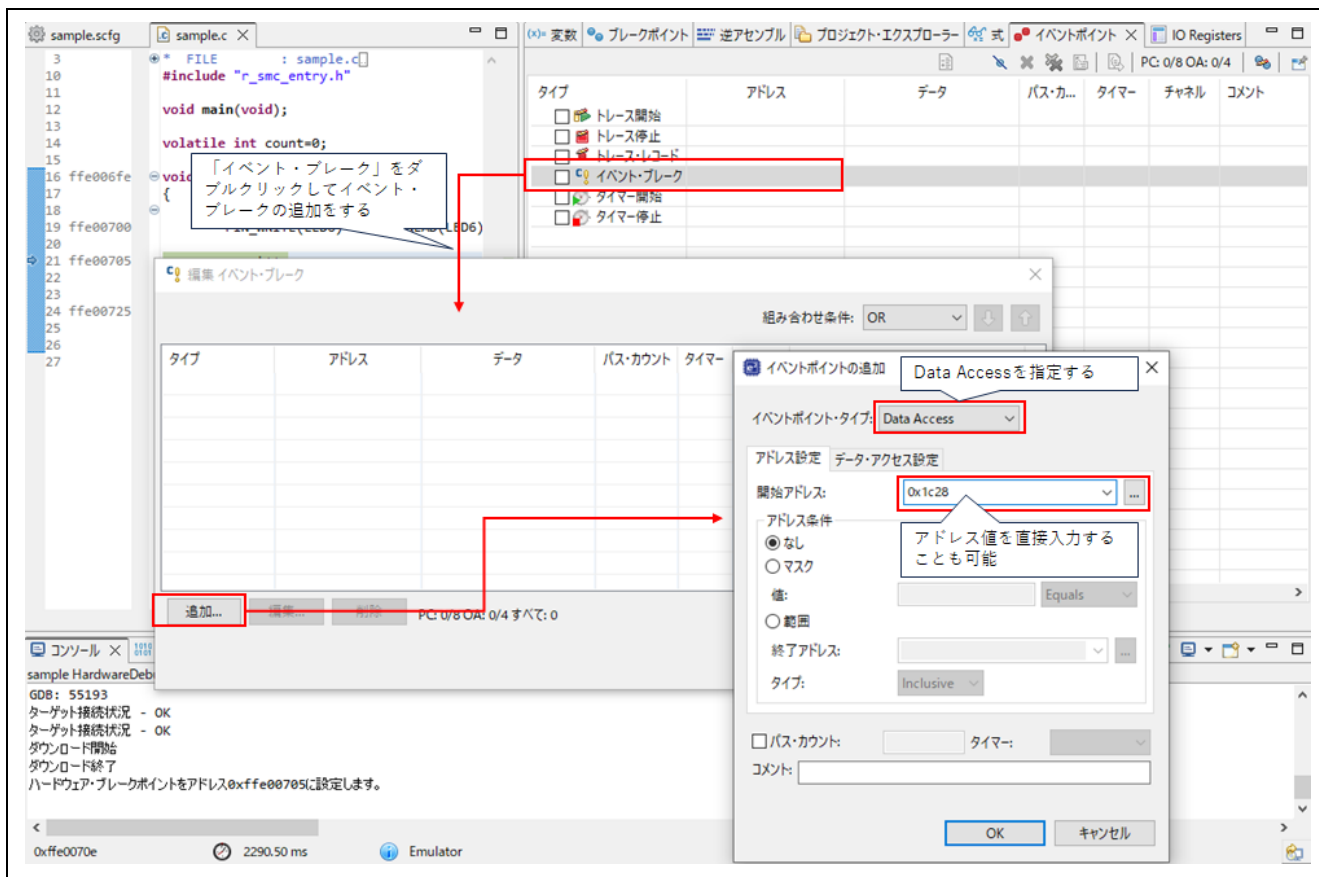 sample.scfg
sample.c
(x)= 変数
ブレークポイント
逆アセンブル
プロジェクト・エクスプローラー
式
イベントポイント
IO Registers
PC: 0/8 OA: 0/4
3 * FILE : sample.c
10 #include "r_smc_entry.h"
11
12 void main(void);
13
14 volatile int count=0;
15
16 ffe006fe void
17 {
18
19 ffe00700
20
21 ffe00705
22
23
24 ffe00725
25
26
27
「イベント・ブレーク」をダ
ブルクリックしてイベント・
ブレークの追加をする
タイプ アドレス データ パス・カ... タイマー チャネル コメント
トレース開始
トレース停止
トレース・レコード
イベント・ブレーク
タイマー開始
タイマー停止
編集 イベント・ブレーク
組み合わせ条件: OR
タイプ アドレス データ パス・カウント タイマー
追加... 編集... 削除 PC: 0/8 OA: 0/4 すべて: 0
イベントポイントの追加
Data Accessを指定する
イベントポイント・タイプ: Data Access
アドレス設定 データ・アクセス設定
開始アドレス: 0x1c28 ...
アドレス値を直接入力する
ことも可能
アドレス条件
なし
マスク
値: Equals
範囲
終了アドレス: ...
タイプ: Inclusive
パス・カウント: タイマー:
コメント:
OK キャンセル
コンソール
sample HardwareDeb
GDB: 55193
ターゲット接続状況 - OK
ターゲット接続状況 - OK
ダウンロード開始
ダウンロード終了
ハードウェア・ブレークポイントをアドレス0xffe00705に設定します。
0xffe0070e 2290.50 ms Emulator